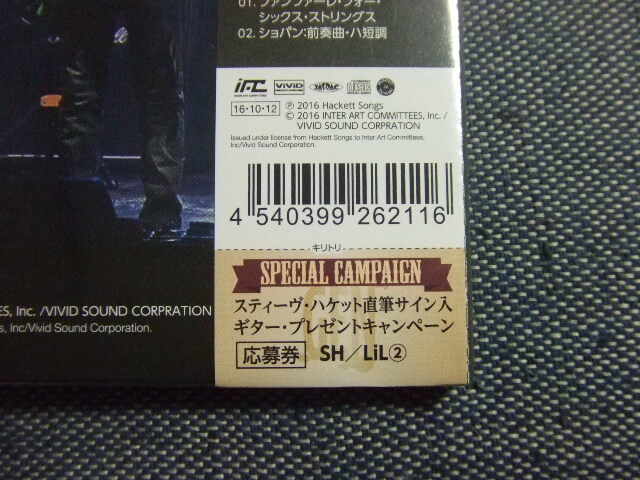 01. ファンファーレ・フォー・
シックス・ストリングス
02. ショパン:前奏曲・ハ短調
iFC VIVID
16・10・12
Ⓟ 2016 Hackett Songs
© 2016 INTER ART COMMITTEES, Inc. /
VIVID SOUND CORPRATION
Issued under license from Hackett Songs to Inter Art Committees,
Inc/Vivid Sound Corporation.
4 540399 262116
キリトリ
SPECIAL CAMPAIGN
スティーヴ・ハケット直筆サイン入
ギター・プレゼントキャンペーン
応募券 SH/LiL②
ES, Inc. /VIVID SOUND CORPRATION
s, Inc/Vivid Sound Corporation.